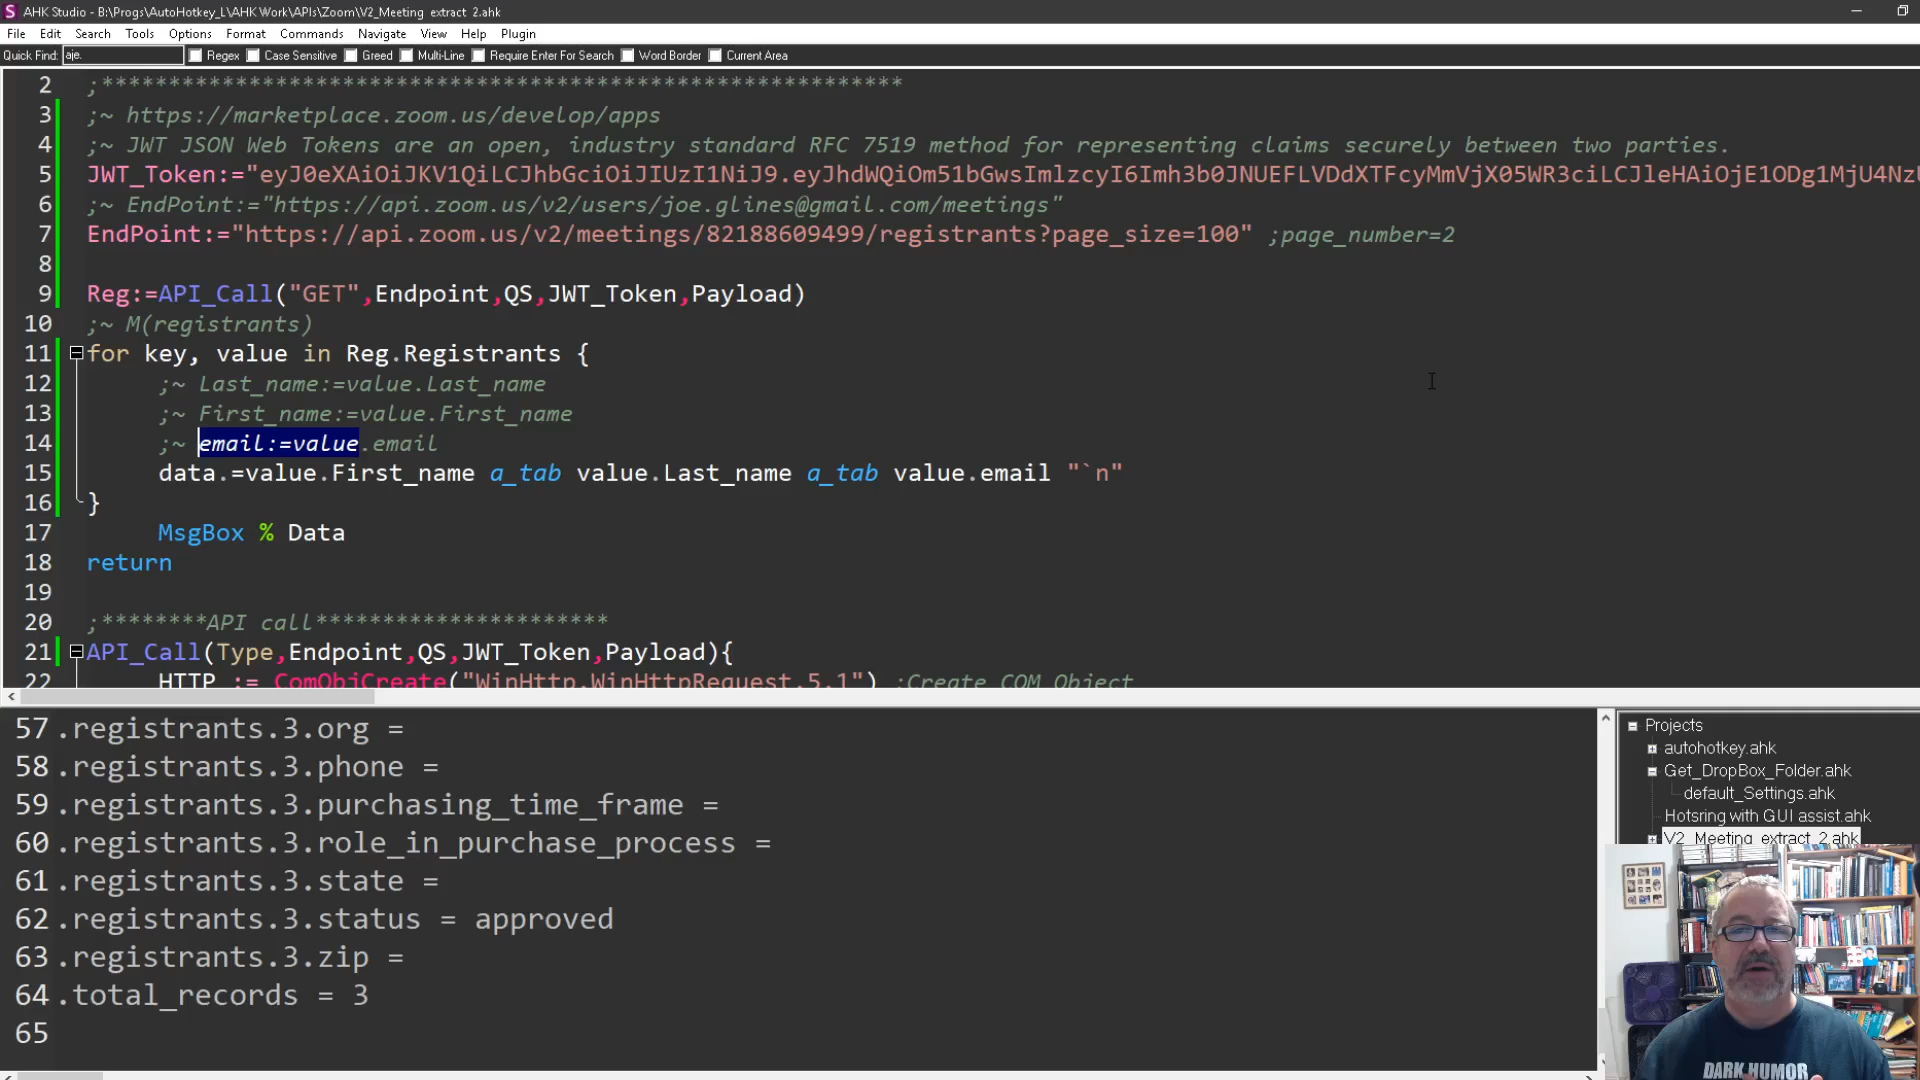 AHK Studio - B:\Progs\AutoHotkey_L\AHK Work\APIs\Zoom\V2_Meeting extract 2.ahk
File Edit Search Tools Options Format Commands Navigate View Help Plugin
Quick Find: aje. Regex Case Sensitive Greed Multi-Line Require Enter For Search Word Border Current Area
2 ;*********************************************************
3 ;~ https://marketplace.zoom.us/develop/apps
4 ;~ JWT JSON Web Tokens are an open, industry standard RFC 7519 method for representing claims securely between two parties.
5 JWT_Token:="eyJ0eXAiOiJKV1QiLCJhbGciOiJIUzI1NiJ9.eyJhdWQiOm51bGwsImlzcyI6Imh3b0JNUEFLVDdXTFcyMmVjX05WR3ciLCJleHAiOjE1ODg1MjU4Nz
6 ;~ EndPoint:="https://api.zoom.us/v2/users/joe.glines@gmail.com/meetings"
7 EndPoint:="https://api.zoom.us/v2/meetings/82188609499/registrants?page_size=100" ;page_number=2
8
9 Reg:=API_Call("GET",Endpoint,QS,JWT_Token,Payload)
10 ;~ M(registrants)
11 for key, value in Reg.Registrants {
12 ;~ Last_name:=value.Last_name
13 ;~ First_name:=value.First_name
14 ;~ email:=value.email
15 data.=value.First_name a_tab value.Last_name a_tab value.email "`n"
16 }
17 MsgBox % Data
18 return
19
20 ;********API call***********************
21 API_Call(Type,Endpoint,QS,JWT_Token,Payload){
22 HTTP := ComObjCreate("WinHttp.WinHttpRequest.5.1") ;Create COM Object
57 .registrants.3.org =
58 .registrants.3.phone =
59 .registrants.3.purchasing_time_frame =
60 .registrants.3.role_in_purchase_process =
61 .registrants.3.state =
62 .registrants.3.status = approved
63 .registrants.3.zip =
64 .total_records = 3
65
Projects
autohotkey.ahk
Get_DropBox_Folder.ahk
default_Settings.ahk
Hotsring with GUI assist.ahk
V2_Meeting extract 2.ahk
DARK HUMOR